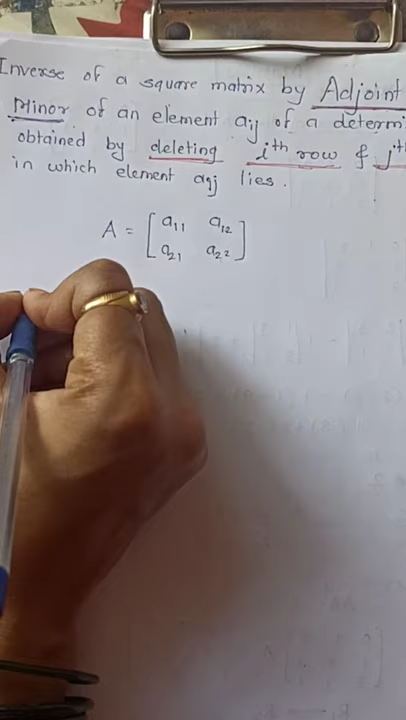 Inverse of a square matrix by Adjoint
Minor of an element aij of a determi
obtained by deleting ith row & jth
in which element aij lies.
A = [ a11 a12
a21 a22 ]